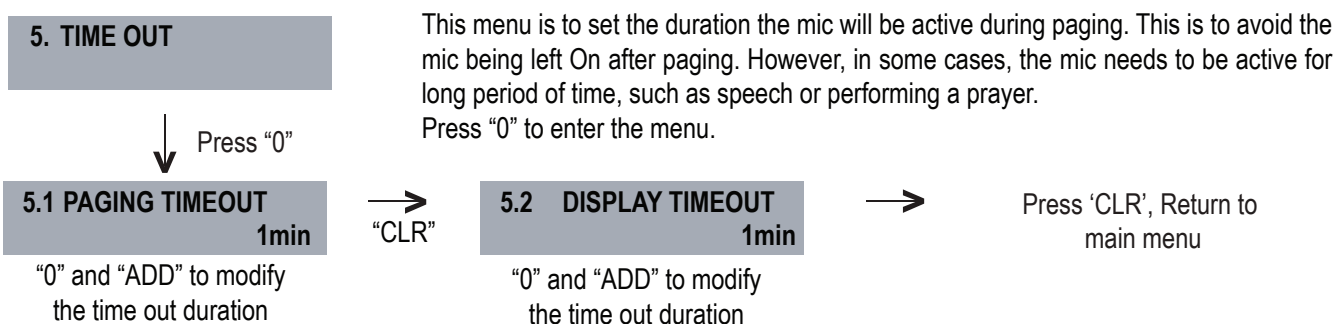 5. TIME OUT
This menu is to set the duration the mic will be active during paging. This is to avoid the
mic being left On after paging. However, in some cases, the mic needs to be active for
long period of time, such as speech or performing a prayer.
Press “0” to enter the menu.
Press “0”
5.1 PAGING TIMEOUT
1min
“0” and “ADD” to modify
the time out duration
“CLR”
5.2 DISPLAY TIMEOUT
1min
“0” and “ADD” to modify
the time out duration
Press ‘CLR’, Return to
main menu